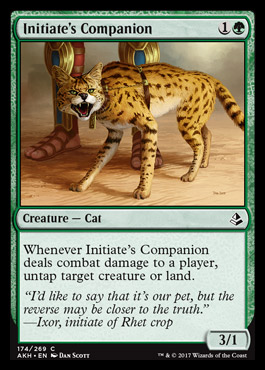 Initiate's Companion 1
Creature — Cat
Whenever Initiate's Companion
deals combat damage to a player,
untap target creature or land.
"I'd like to say that it's our pet, but the
reverse may be closer to the truth."
—Ixor, initiate of Rhet crop
3/1
174/269 C
AKH • EN DAN SCOTT
™ & © 2017 Wizards of the Coast